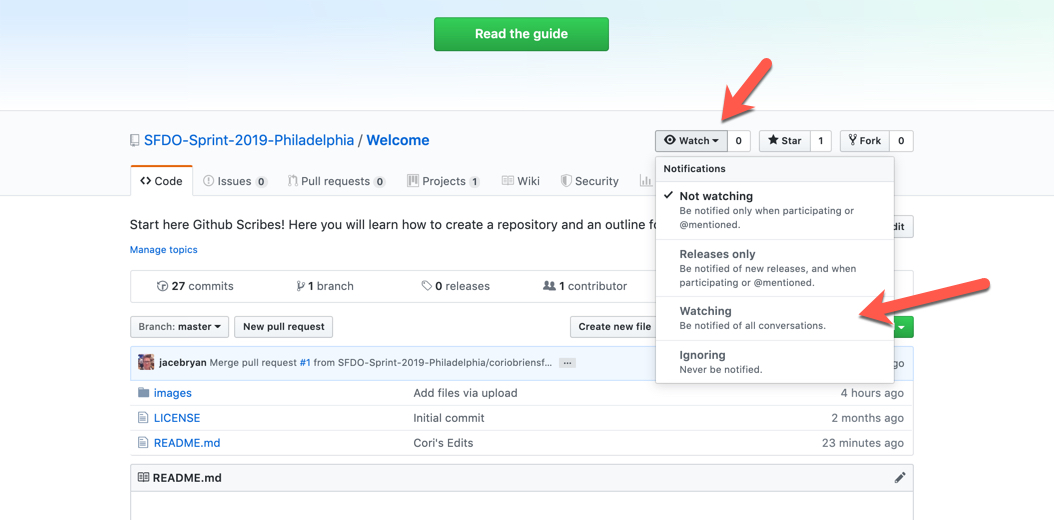 Read the guide
SFDO-Sprint-2019-Philadelphia / Welcome
Watch 0 Star 1 Fork 0
Code Issues 0 Pull requests 0 Projects 1 Wiki Security
Notifications
Not watching
Be notified only when participating or
@mentioned.
Releases only
Be notified of new releases, and when
participating or @mentioned.
Watching
Be notified of all conversations.
Ignoring
Never be notified.
Start here Github Scribes! Here you will learn how to create a repository and an outline
Manage topics
27 commits 1 branch 0 releases 1 contributor
Branch: master New pull request Create new file
jacebryan Merge pull request #1 from SFDO-Sprint-2019-Philadelphia/coriobriensf... ...
images Add files via upload 4 hours ago
LICENSE Initial commit 2 months ago
README.md Cori's Edits 23 minutes ago
README.md